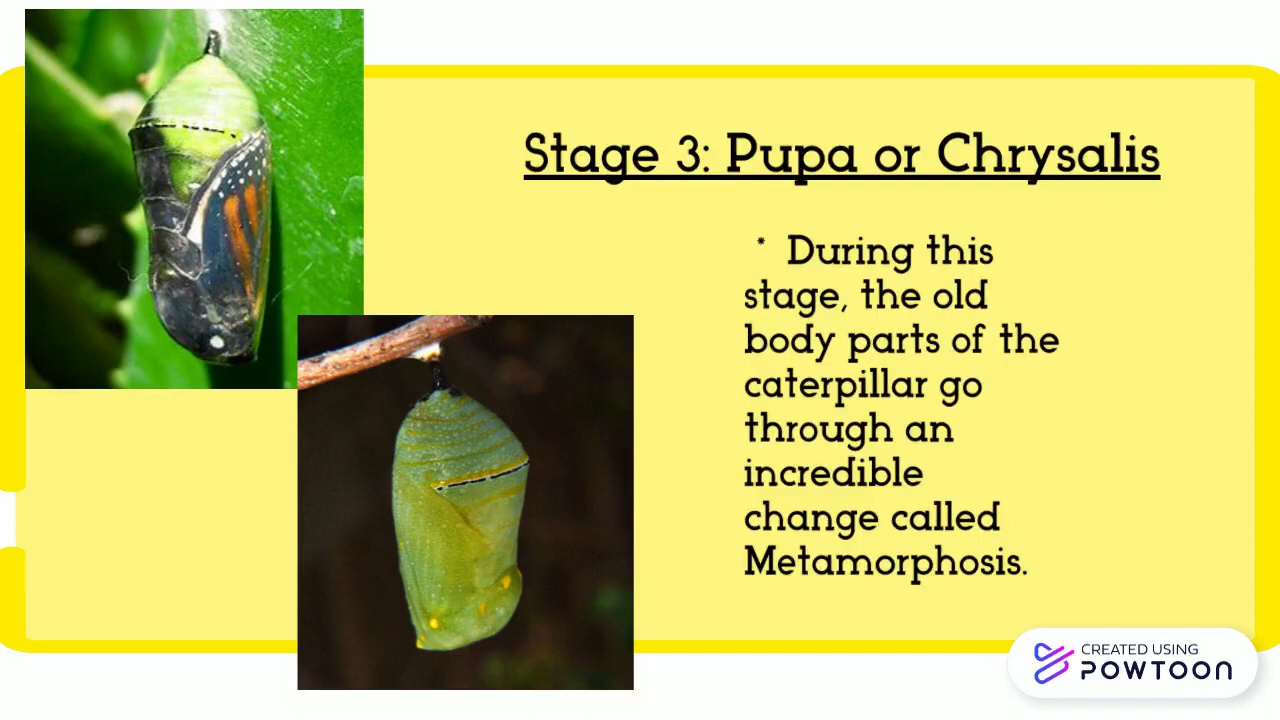 Stage 3: Pupa or Chrysalis
* During this
stage, the old
body parts of the
caterpillar go
through an
incredible
change called
Metamorphosis.
CREATED USING
POWTOON